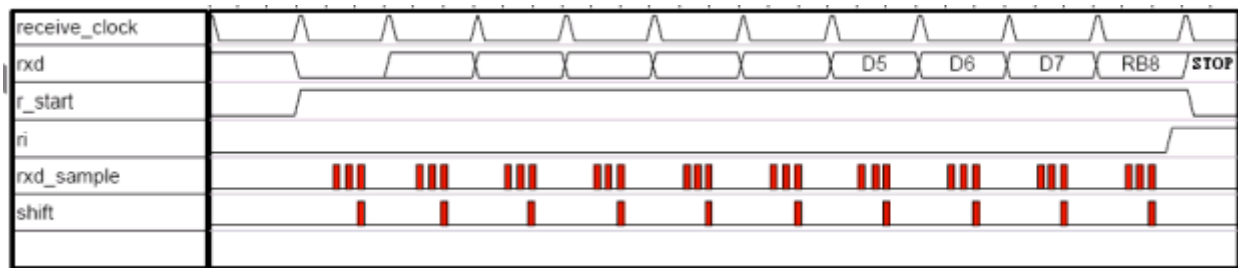 receive_clock
rxd D5 D6 D7 RB8 STOP
r_start
ri
rxd_sample
shift